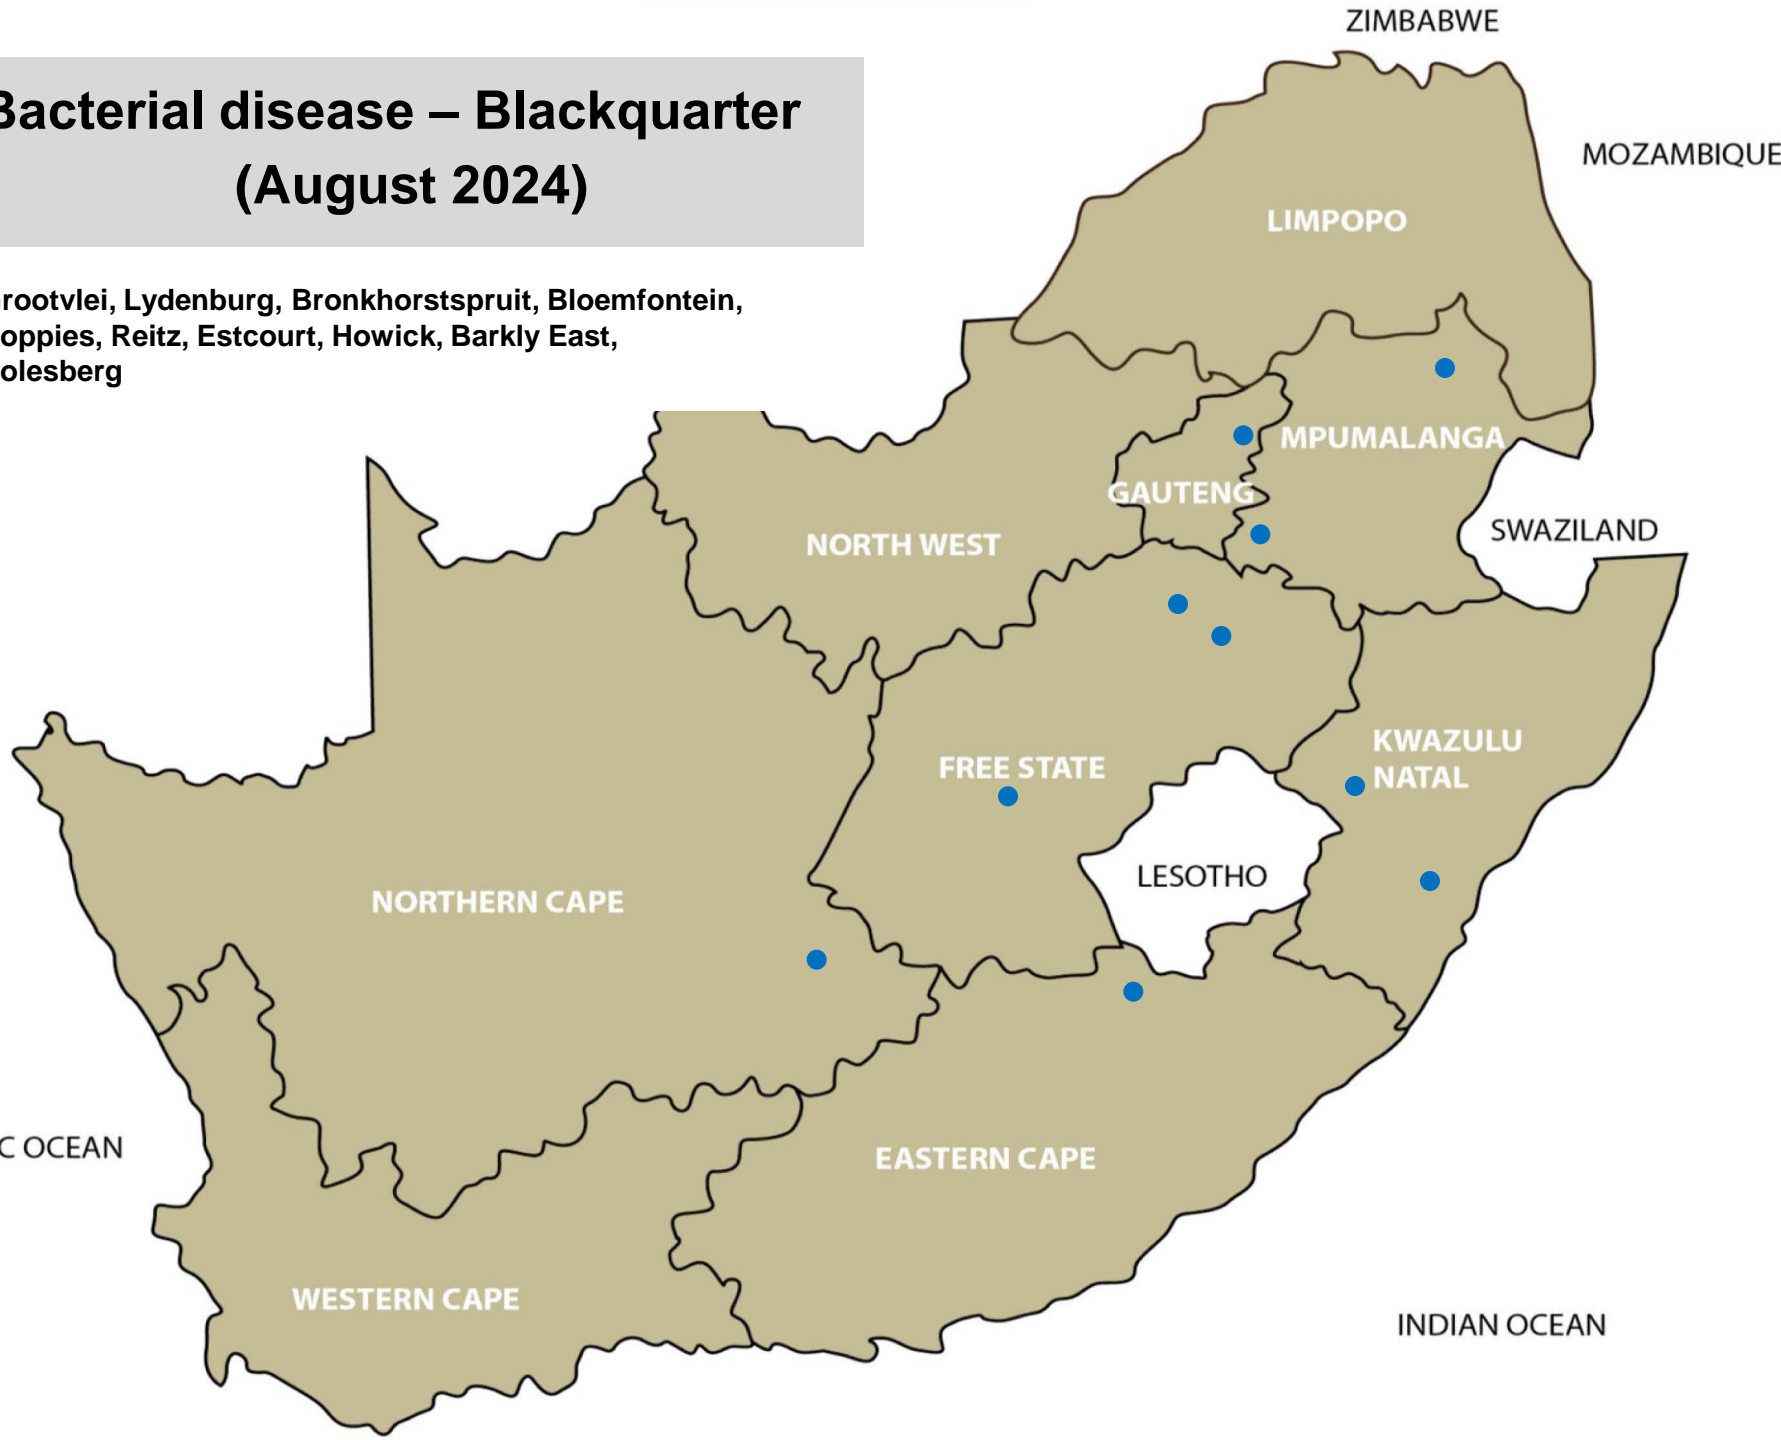 Bacterial disease – Blackquarter
(August 2024)
rootvlei, Lydenburg, Bronkhorstspruit, Bloemfontein,
oppies, Reitz, Estcourt, Howick, Barkly East,
olesberg
ZIMBABWE
MOZAMBIQUE
LIMPOPO
MPUMALANGA
GAUTENG
NORTH WEST
SWAZILAND
KWAZULU
NATAL
FREE STATE
LESOTHO
NORTHERN CAPE
C OCEAN
EASTERN CAPE
WESTERN CAPE
INDIAN OCEAN